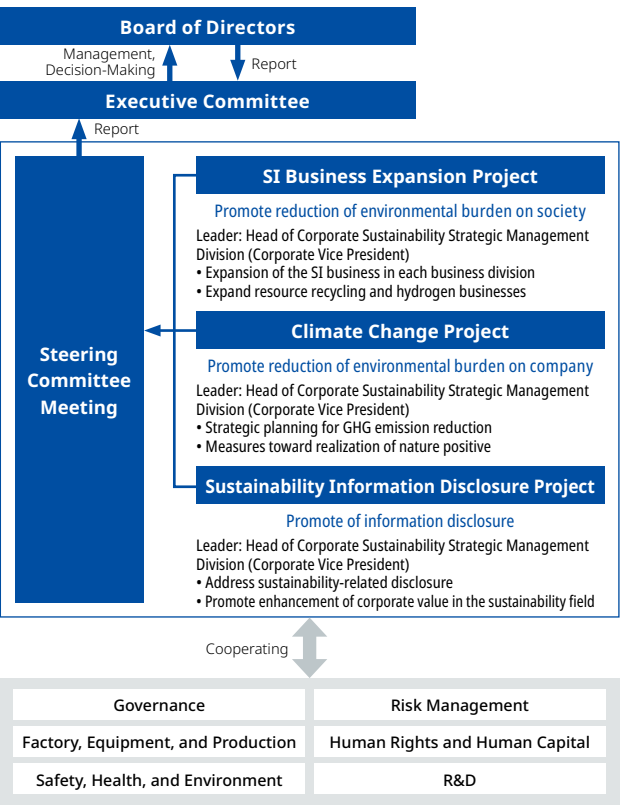 Board of Directors
Management,
Decision-Making
Report
Executive Committee
Report
Steering
Committee
Meeting
SI Business Expansion Project
Promote reduction of environmental burden on society
Leader: Head of Corporate Sustainability Strategic Management
Division (Corporate Vice President)
• Expansion of the SI business in each business division
• Expand resource recycling and hydrogen businesses
Climate Change Project
Promote reduction of environmental burden on company
Leader: Head of Corporate Sustainability Strategic Management
Division (Corporate Vice President)
• Strategic planning for GHG emission reduction
• Measures toward realization of nature positive
Sustainability Information Disclosure Project
Promote of information disclosure
Leader: Head of Corporate Sustainability Strategic Management
Division (Corporate Vice President)
• Address sustainability-related disclosure
• Promote enhancement of corporate value in the sustainability field
Cooperating
Governance
Risk Management
Factory, Equipment, and Production
Human Rights and Human Capital
Safety, Health, and Environment
R&D